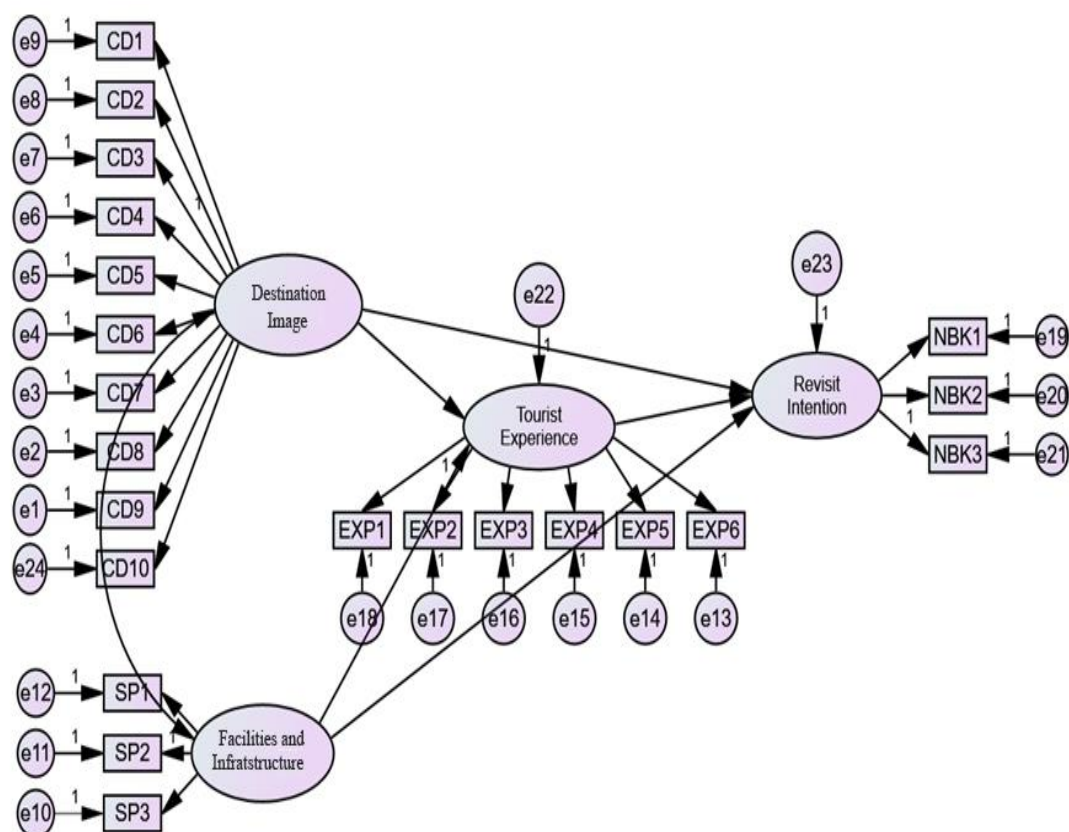 e9 1 CD1
e8 1 CD2
e7 1 CD3
1
e6 1 CD4
e5 1 CD5
e4 1 CD6
e3 1 CD7
e2 1 CD8
e1 1 CD9
e24 1 CD10
Destination
Image
e22
1
e23
1
Tourist
Experience
Revisit
Intention
NBK1 1 e19
NBK2 1 e20
1
NBK3 1 e21
1
EXP1 EXP2 EXP3 EXP4 EXP5 EXP6
1 1 1 1 1 1
e18 e17 e16 e15 e14 e13
e12 1 SP1
e11 1 SP2 1
e10 1 SP3
Facilities and
Infratstructure